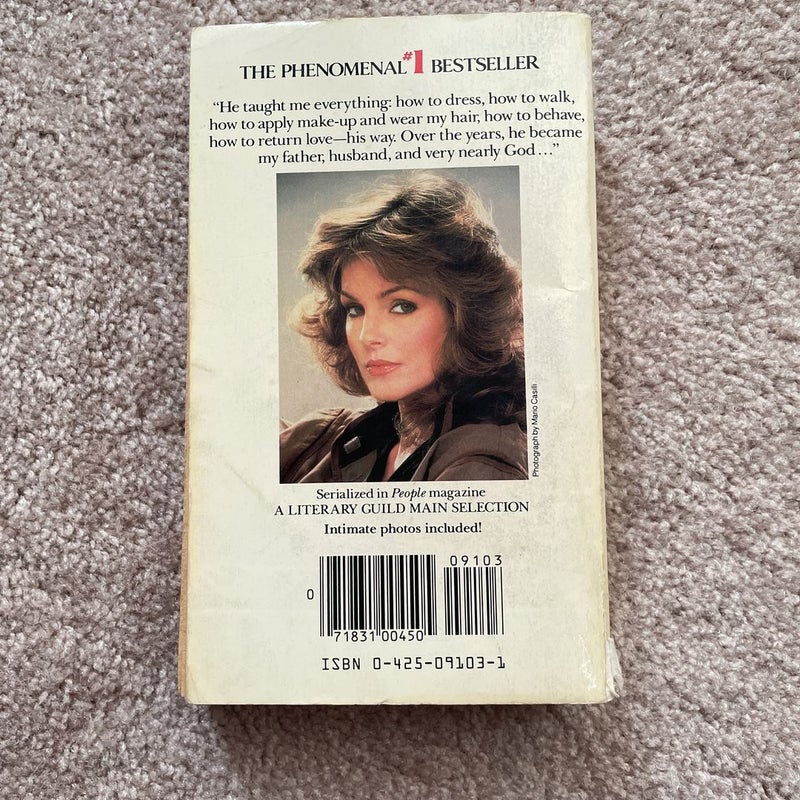 THE PHENOMENAL #1 BESTSELLER
“He taught me everything: how to dress, how to walk,
how to apply make-up and wear my hair, how to behave,
how to return love—his way. Over the years, he became
my father, husband, and very nearly God...”
Photograph by Mario Casilli
Serialized in People magazine
A LITERARY GUILD MAIN SELECTION
Intimate photos included!
09103
0
71831 00450
ISBN 0-425-09103-1